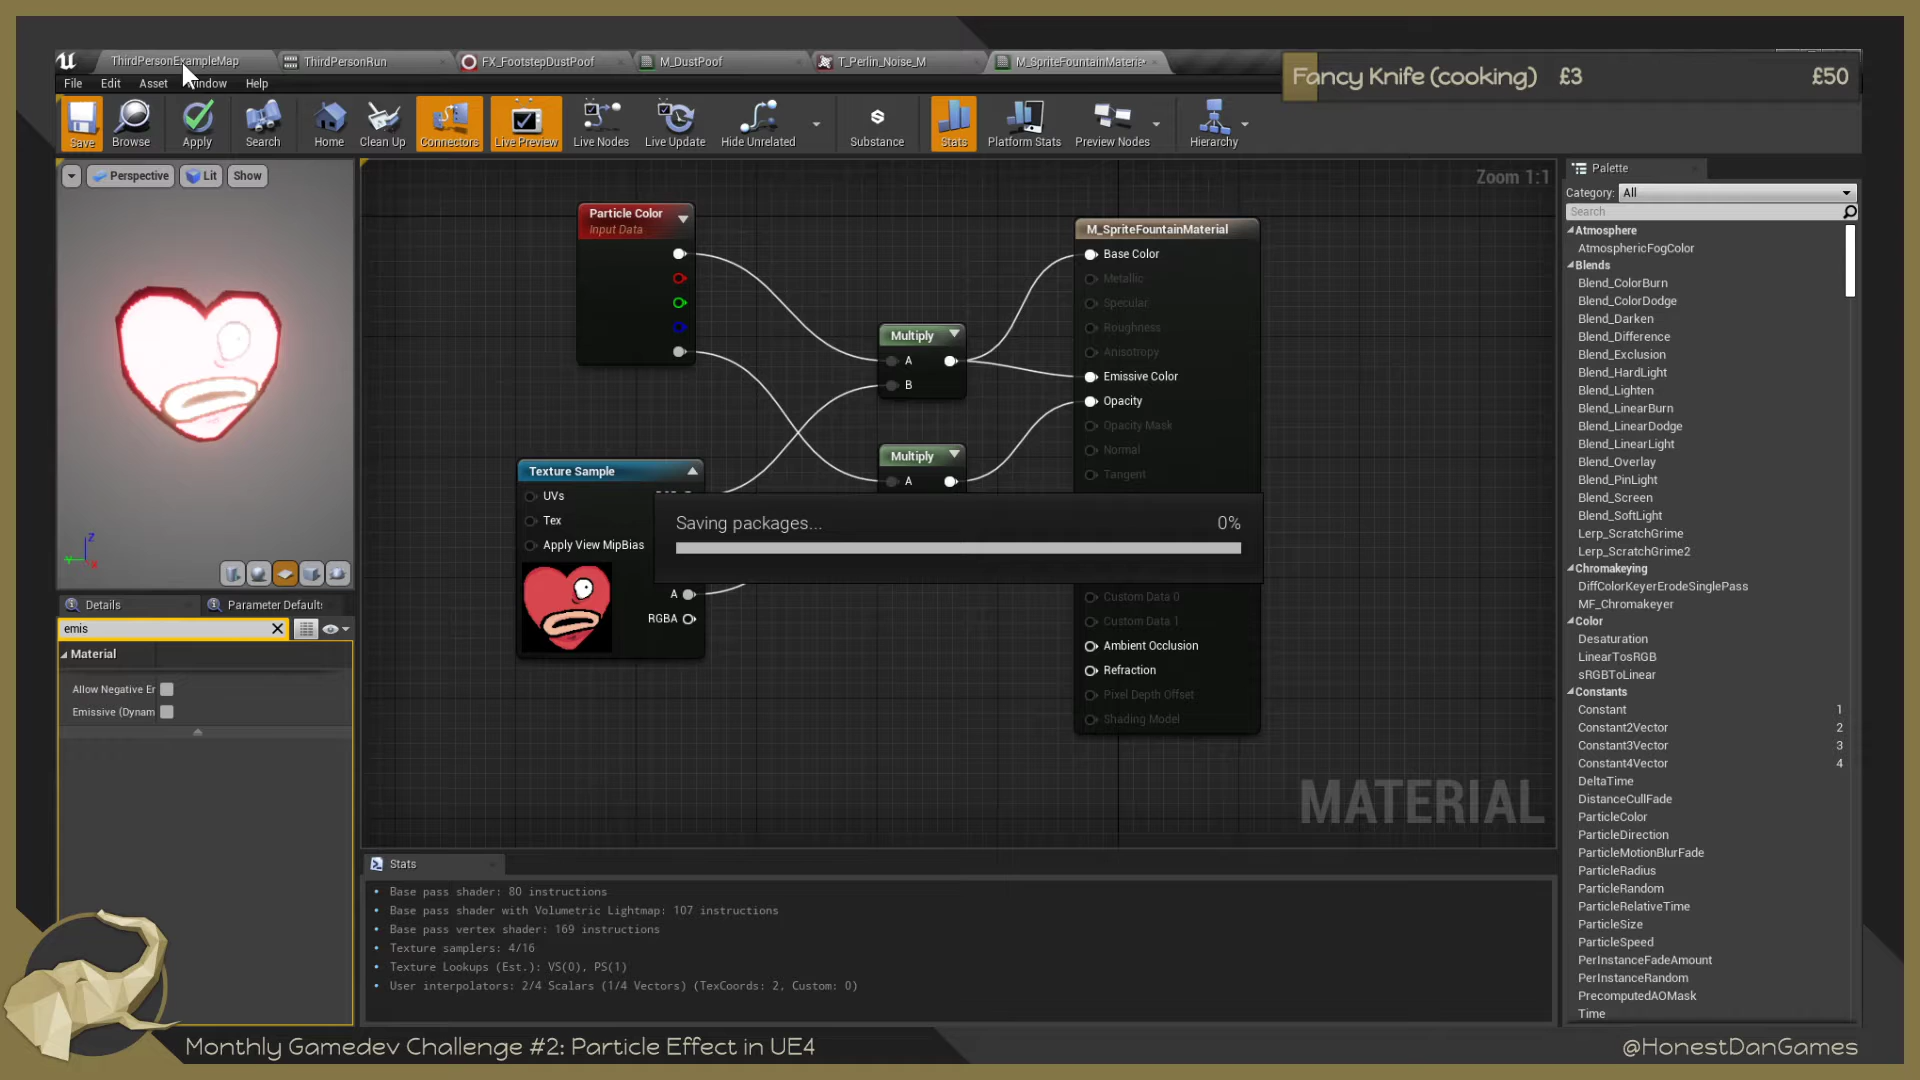 ThirdPersonExampleMap
ThirdPersonRun
FX_FootstepDustPoof
M_DustPoof
T_Perlin_Noise_M
M_SpriteFountainMateria
Fancy Knife (cooking) £3 £50
File Edit Asset Window Help
Save Browse Apply Search Home Clean Up Connectors Live Preview Live Nodes Live Update Hide Unrelated Substance Stats Platform Stats Preview Nodes Hierarchy
Perspective Lit Show
Zoom 1:1
Particle Color
Input Data
Multiply
A
B
Multiply
A
Texture Sample
UVs
Tex
Apply View MipBias
A
RGBA
M_SpriteFountainMaterial
Base Color
Metallic
Specular
Roughness
Anisotropy
Emissive Color
Opacity
Opacity Mask
Normal
Tangent
Saving packages... 0%
Custom Data 0
Custom Data 1
Ambient Occlusion
Refraction
Pixel Depth Offset
Shading Model
MATERIAL
Z
Details
Parameter Default:
emis
Material
Allow Negative Er
Emissive (Dynam
Stats
Base pass shader: 80 instructions
Base pass shader with Volumetric Lightmap: 107 instructions
Base pass vertex shader: 169 instructions
Texture samplers: 4/16
Texture Lookups (Est.): VS(0), PS(1)
User interpolators: 2/4 Scalars (1/4 Vectors) (TexCoords: 2, Custom: 0)
Palette
Category: All
Search
Atmosphere
AtmosphericFogColor
Blends
Blend_ColorBurn
Blend_ColorDodge
Blend_Darken
Blend_Difference
Blend_Exclusion
Blend_HardLight
Blend_Lighten
Blend_LinearBurn
Blend_LinearDodge
Blend_LinearLight
Blend_Overlay
Blend_PinLight
Blend_Screen
Blend_SoftLight
Lerp_ScratchGrime
Lerp_ScratchGrime2
Chromakeying
DiffColorKeyerErodeSinglePass
MF_Chromakeyer
Color
Desaturation
LinearTosRGB
sRGBToLinear
Constants
Constant 1
Constant2Vector 2
Constant3Vector 3
Constant4Vector 4
DeltaTime
DistanceCullFade
ParticleColor
ParticleDirection
ParticleMotionBlurFade
ParticleRadius
ParticleRandom
ParticleRelativeTime
ParticleSize
ParticleSpeed
PerInstanceFadeAmount
PerInstanceRandom
PrecomputedAOMask
Time
Monthly Gamedev Challenge #2: Particle Effect in UE4
@HonestDanGames